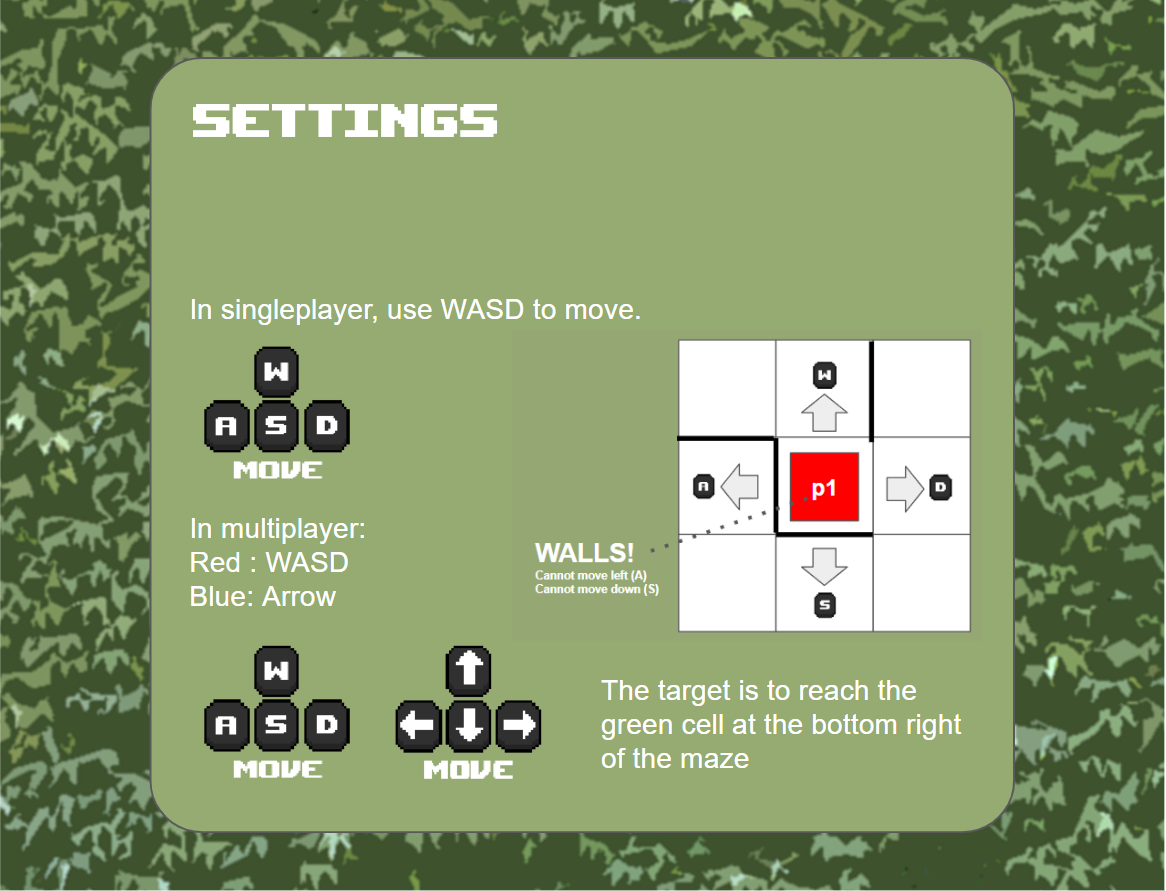 SETTINGS
In singleplayer, use WASD to move.
W
A S D
MOVE
W
A
p1
D
S
WALLS!
Cannot move left (A)
Cannot move down (S)
In multiplayer:
Red : WASD
Blue: Arrow
W
A S D
MOVE
MOVE
The target is to reach the
green cell at the bottom right
of the maze